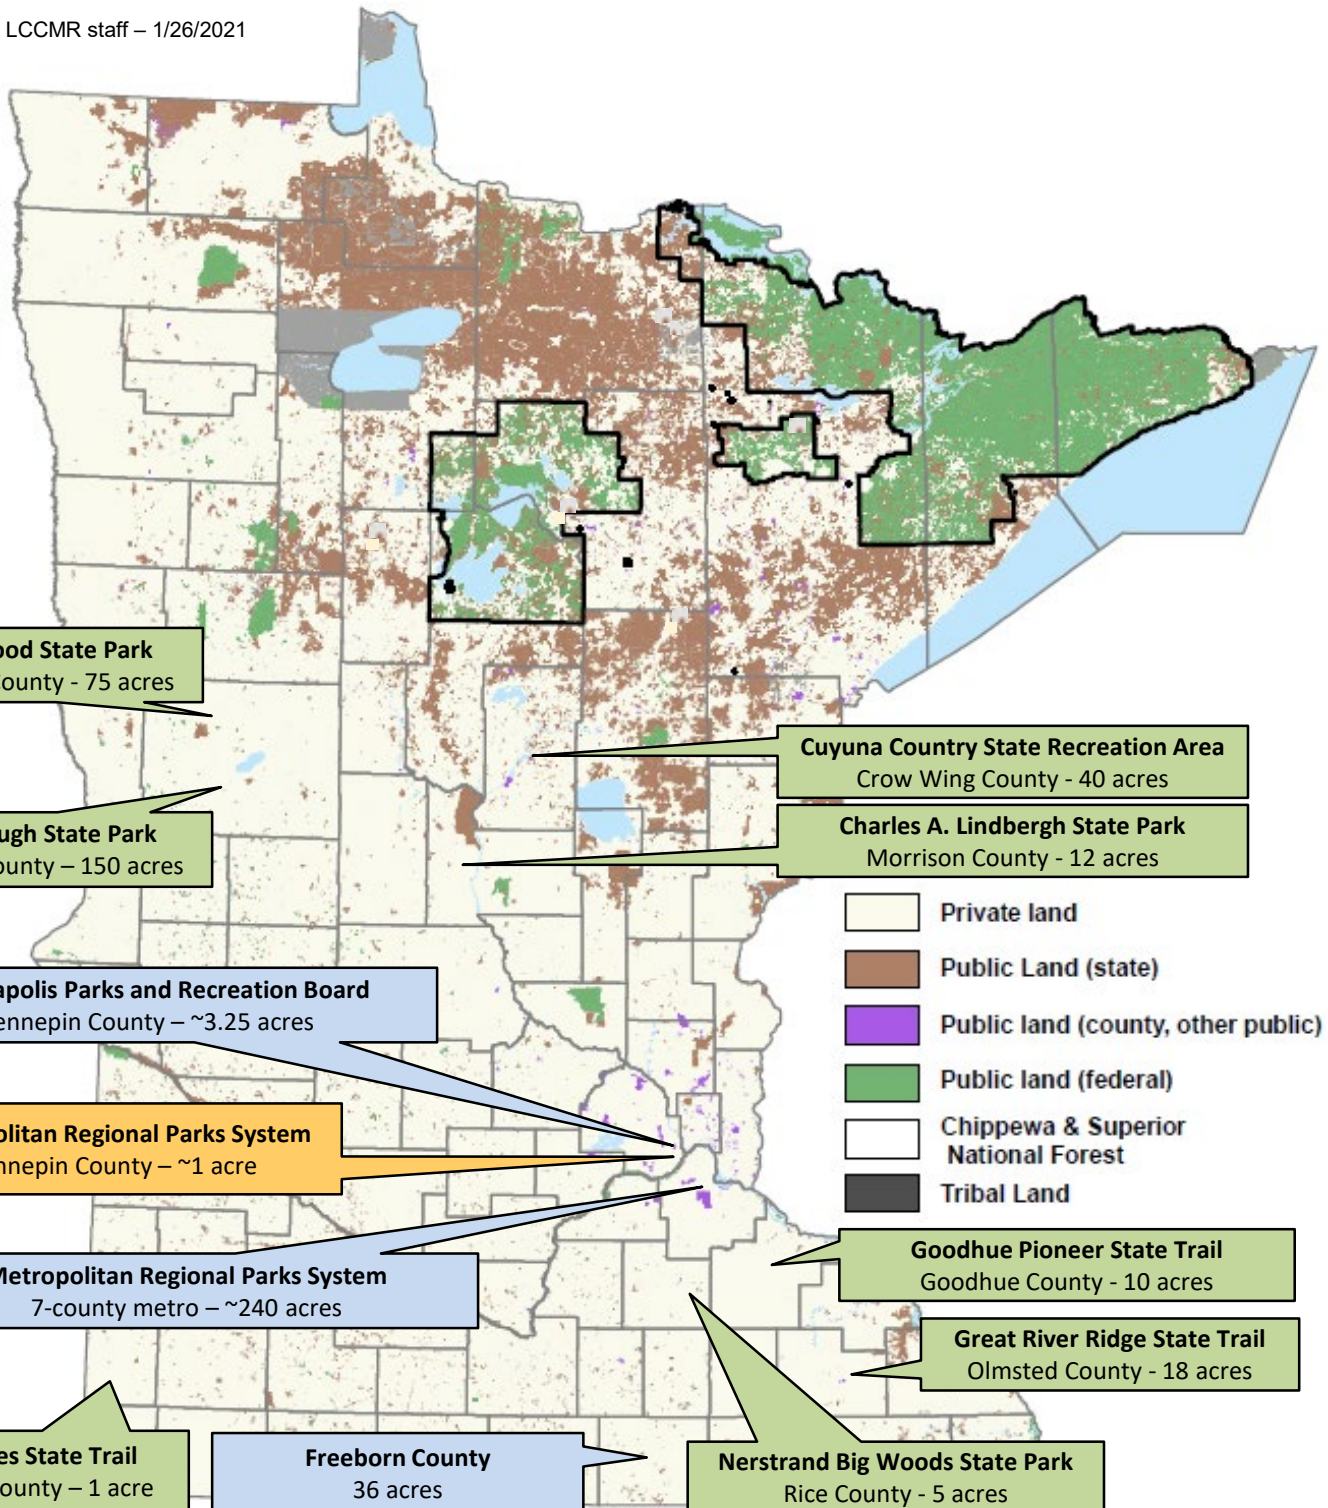 LCCMR staff – 1/26/2021
ood State Park
County - 75 acres
Cuyuna Country State Recreation Area
Crow Wing County - 40 acres
ugh State Park
ounty – 150 acres
Charles A. Lindbergh State Park
Morrison County - 12 acres
Private land
Public Land (state)
Public land (county, other public)
Public land (federal)
Chippewa & Superior
National Forest
Tribal Land
apolis Parks and Recreation Board
ennepin County – ~3.25 acres
olitan Regional Parks System
nnepin County – ~1 acre
Metropolitan Regional Parks System
7-county metro – ~240 acres
Goodhue Pioneer State Trail
Goodhue County - 10 acres
Great River Ridge State Trail
Olmsted County - 18 acres
es State Trail
ounty – 1 acre
Freeborn County
36 acres
Nerstrand Big Woods State Park
Rice County - 5 acres